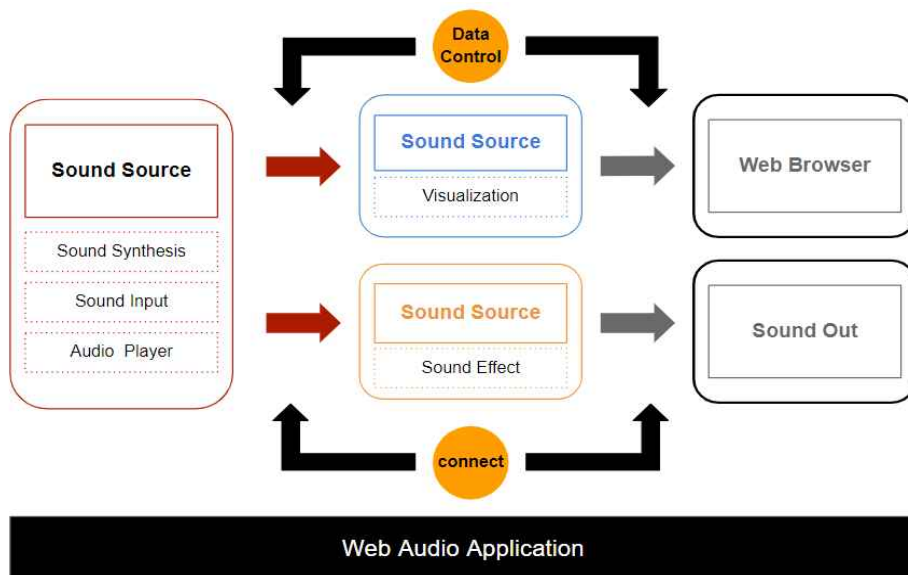 Data
Control
Sound Source
Sound Synthesis
Sound Input
Audio Player
Sound Source
Visualization
Web Browser
Sound Source
Sound Effect
Sound Out
connect
Web Audio Application